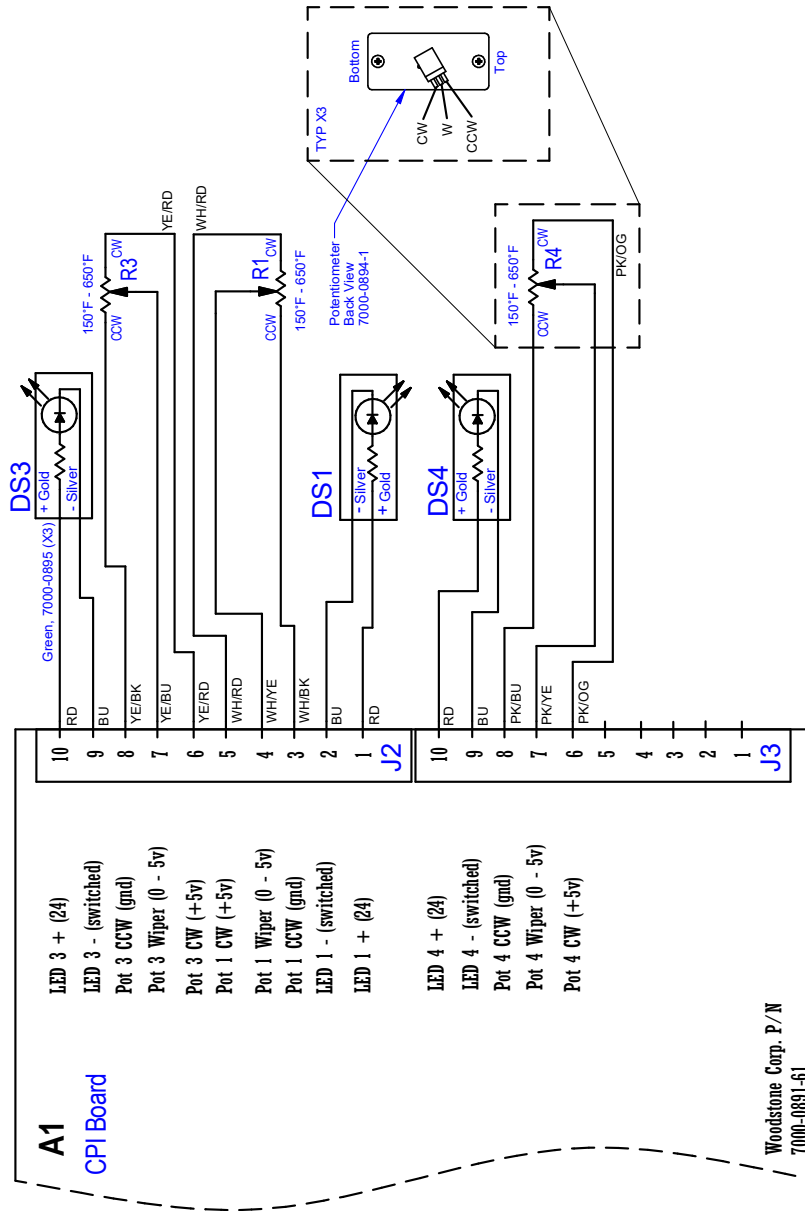 A1
CPI Board
LED 3 + (24)
LED 3 - (switched)
Pot 3 CCW (gnd)
Pot 3 Wiper (0 - 5v)
Pot 3 CW (+5v)
Pot 1 CW (+5v)
Pot 1 Wiper (0 - 5v)
Pot 1 CCW (gnd)
LED 1 - (switched)
LED 1 + (24)
LED 4 + (24)
LED 4 - (switched)
Pot 4 CCW (gnd)
Pot 4 Wiper (0 - 5v)
Pot 4 CW (+5v)
Woodstone Corp. P/N
7000-0891-61
10
9
8
7
6
5
4
3
2
1
J2
10
9
8
7
6
5
4
3
2
1
J3
RD
BU
YE/BK
YE/BU
YE/RD
WH/RD
WH/YE
WH/BK
BU
RD
RD
BU
PK/BU
PK/YE
PK/OG
Green, 7000-0895 (X3)
DS3
+ Gold
- Silver
DS1
- Silver
+ Gold
DS4
+ Gold
- Silver
150°F - 650°F
CCW
R3
CW
YE/RD
WH/RD
CCW
R1
CW
150°F - 650°F
Potentiometer
Back View
7000-0894-1
150°F - 650°F
CCW
R4
CW
PK/OG
TYP X3
Bottom
CW
W
CCW
Top